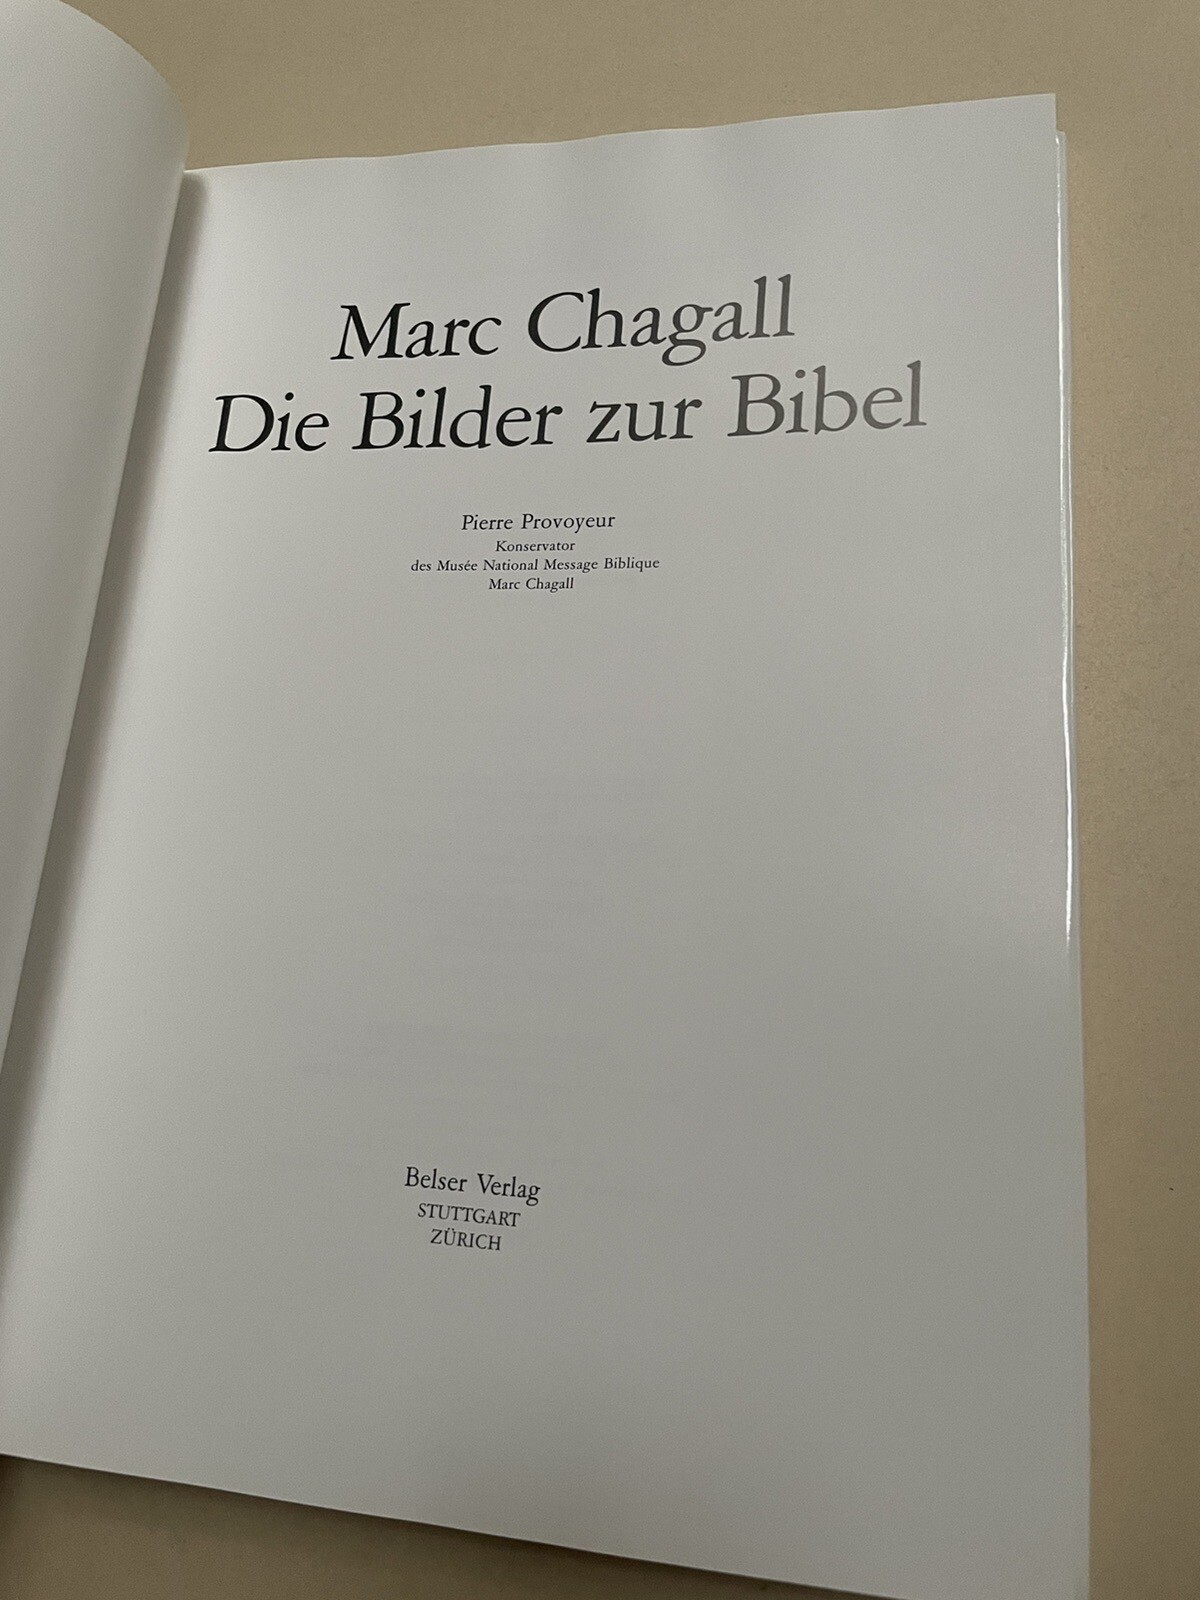 Marc Chagall
Die Bilder zur Bibel
Pierre Provoyeur
Konservator
des Musée National Message Biblique
Marc Chagall
Belser Verlag
STUTTGART
ZÜRICH